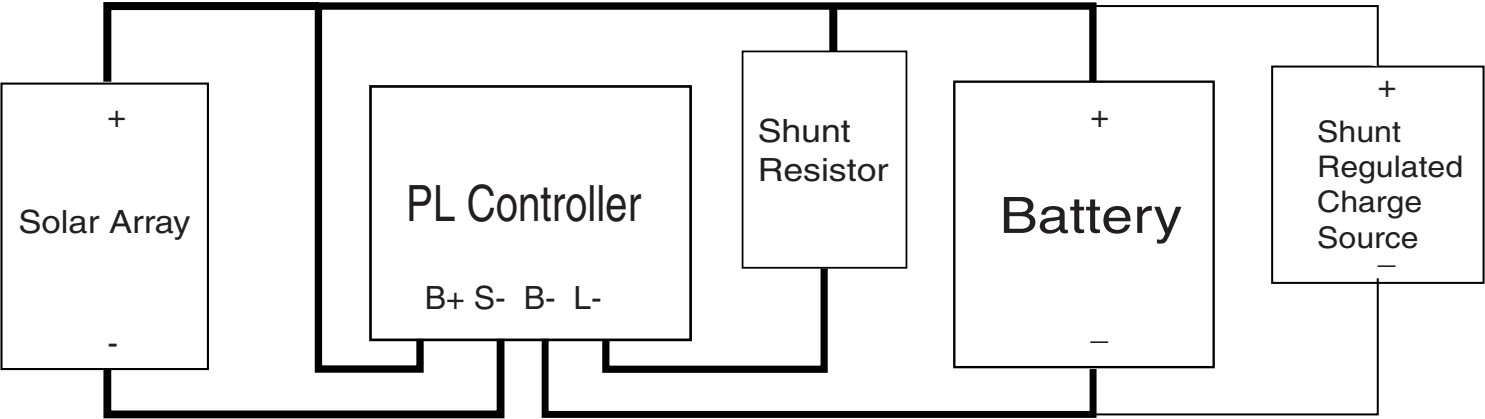 +
Solar Array
-
PL Controller
B+ S- B- L-
Shunt
Resistor
+
Battery
–
+
Shunt
Regulated
Charge
Source
–